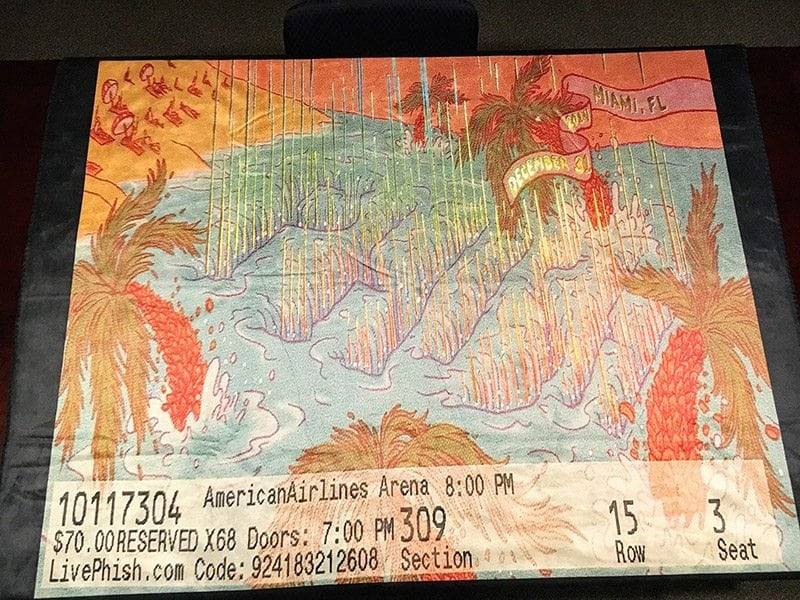 MIAMI, FL
DECEMBER
10117304 AmericanAirlines Arena 8:00 PM
$70.00 RESERVED X68 Doors: 7:00 PM 309 15 3
LivePhish.com Code: 924183212608 Section Row Seat